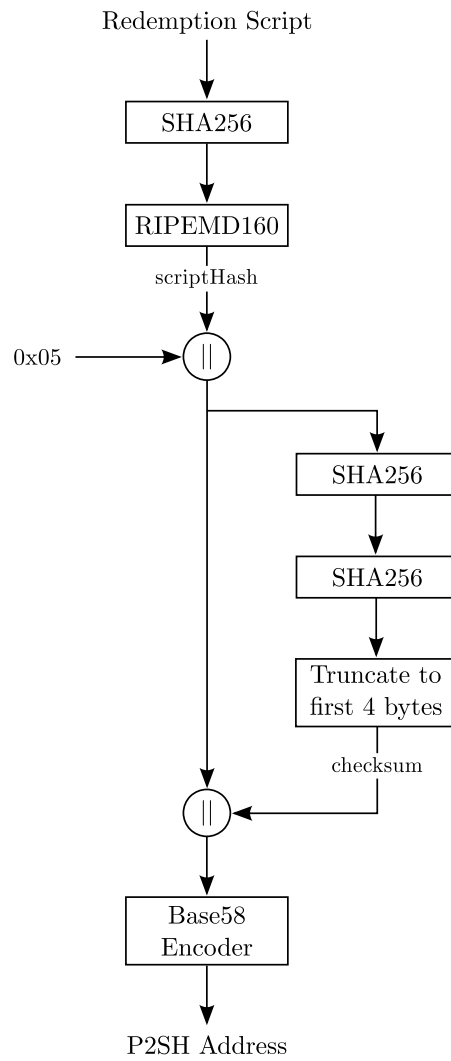 Redemption Script
SHA256
RIPEMD160
scriptHash
0x05
||
SHA256
SHA256
Truncate to
first 4 bytes
checksum
||
Base58
Encoder
P2SH Address